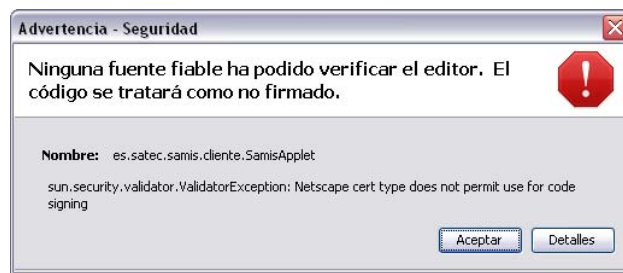 Advertencia - Seguridad
Ninguna fuente fiable ha podido verificar el editor. El
código se tratará como no firmado.
Nombre: es.satec.samis.cliente.SamisApplet
sun.security.validator.ValidatorException: Netscape cert type does not permit use for code
signing
Aceptar Detalles